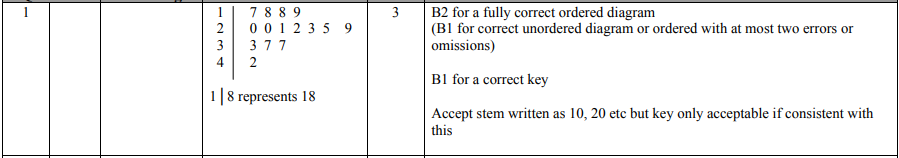 1
1 | 7 8 8 9
2 | 0 0 1 2 3 5 9
3 | 3 7 7
4 | 2
1 | 8 represents 18
3
B2 for a fully correct ordered diagram
(B1 for correct unordered diagram or ordered with at most two errors or
omissions)
B1 for a correct key
Accept stem written as 10, 20 etc but key only acceptable if consistent with
this